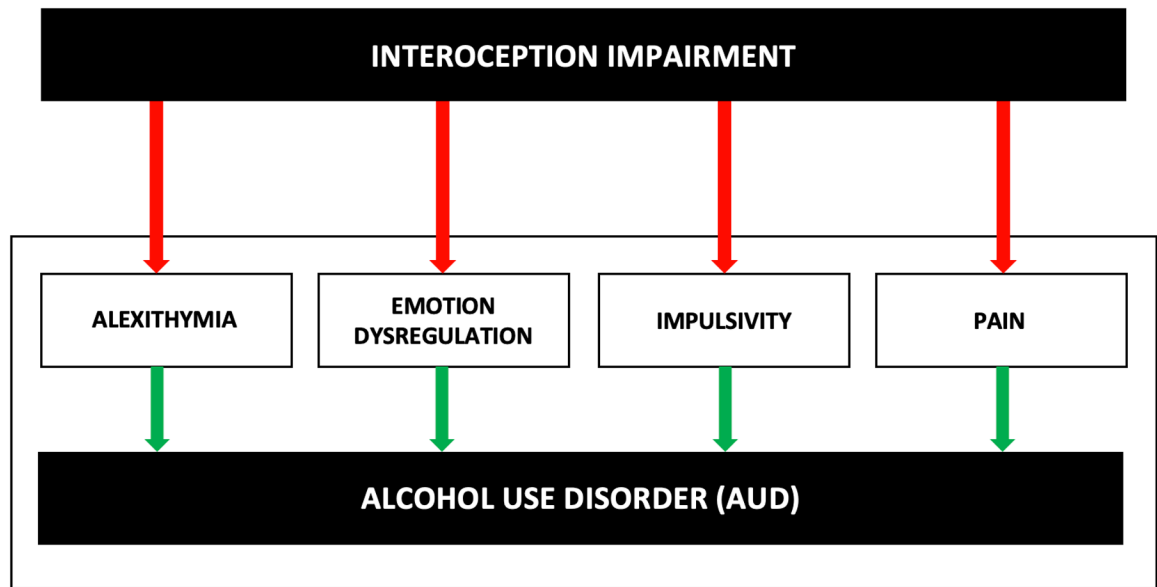 INTEROCEPTION IMPAIRMENT
ALEXITHYMIA
EMOTION
DYSREGULATION
IMPULSIVITY
PAIN
ALCOHOL USE DISORDER (AUD)